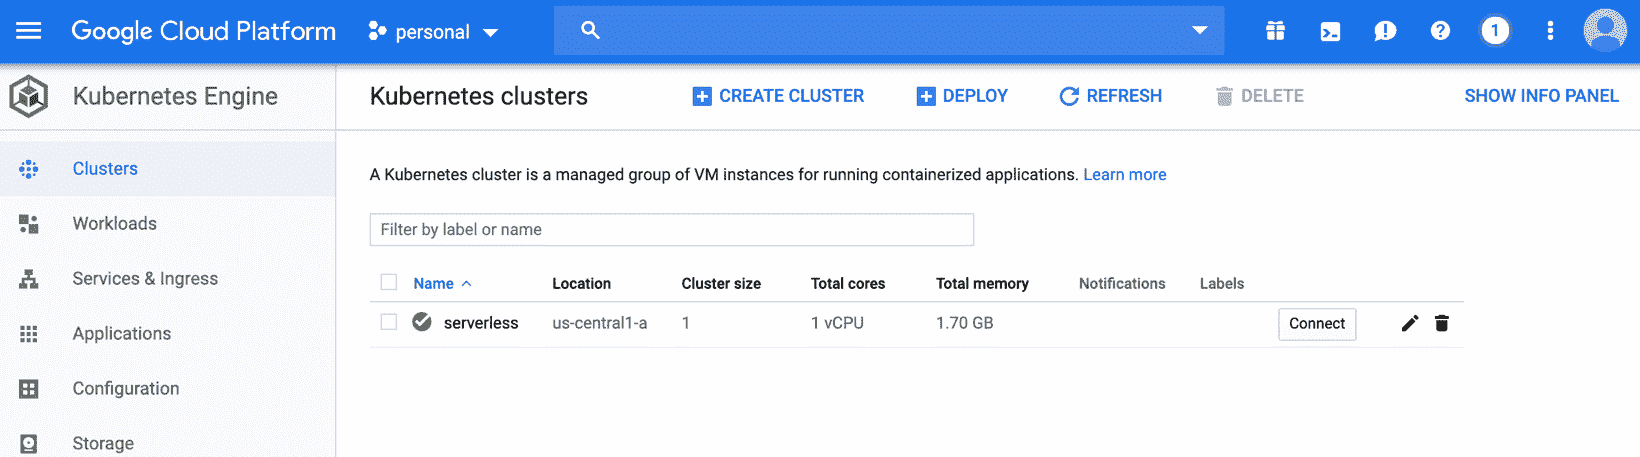 Google Cloud Platform personal 1
Kubernetes Engine
Kubernetes clusters CREATE CLUSTER DEPLOY REFRESH DELETE SHOW INFO PANEL
Clusters
Workloads
Services & Ingress
Applications
Configuration
Storage
A Kubernetes cluster is a managed group of VM instances for running containerized applications. Learn more
Filter by label or name
Name Location Cluster size Total cores Total memory Notifications Labels
serverless us-central1-a 1 1 vCPU 1.70 GB Connect